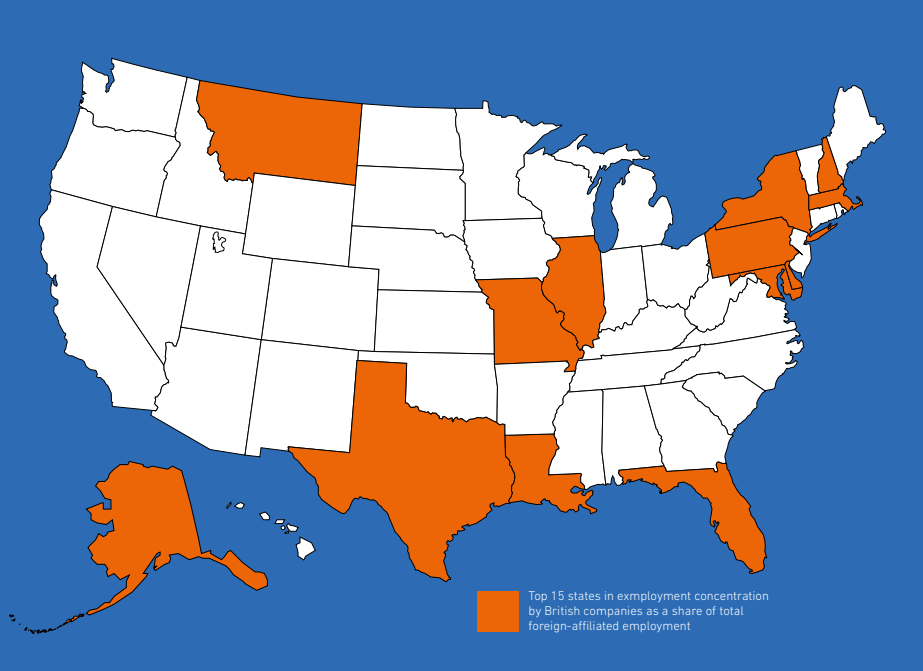 Top 15 states in exmployment concentration
by British companies as a share of total
foreign-affiliated employment